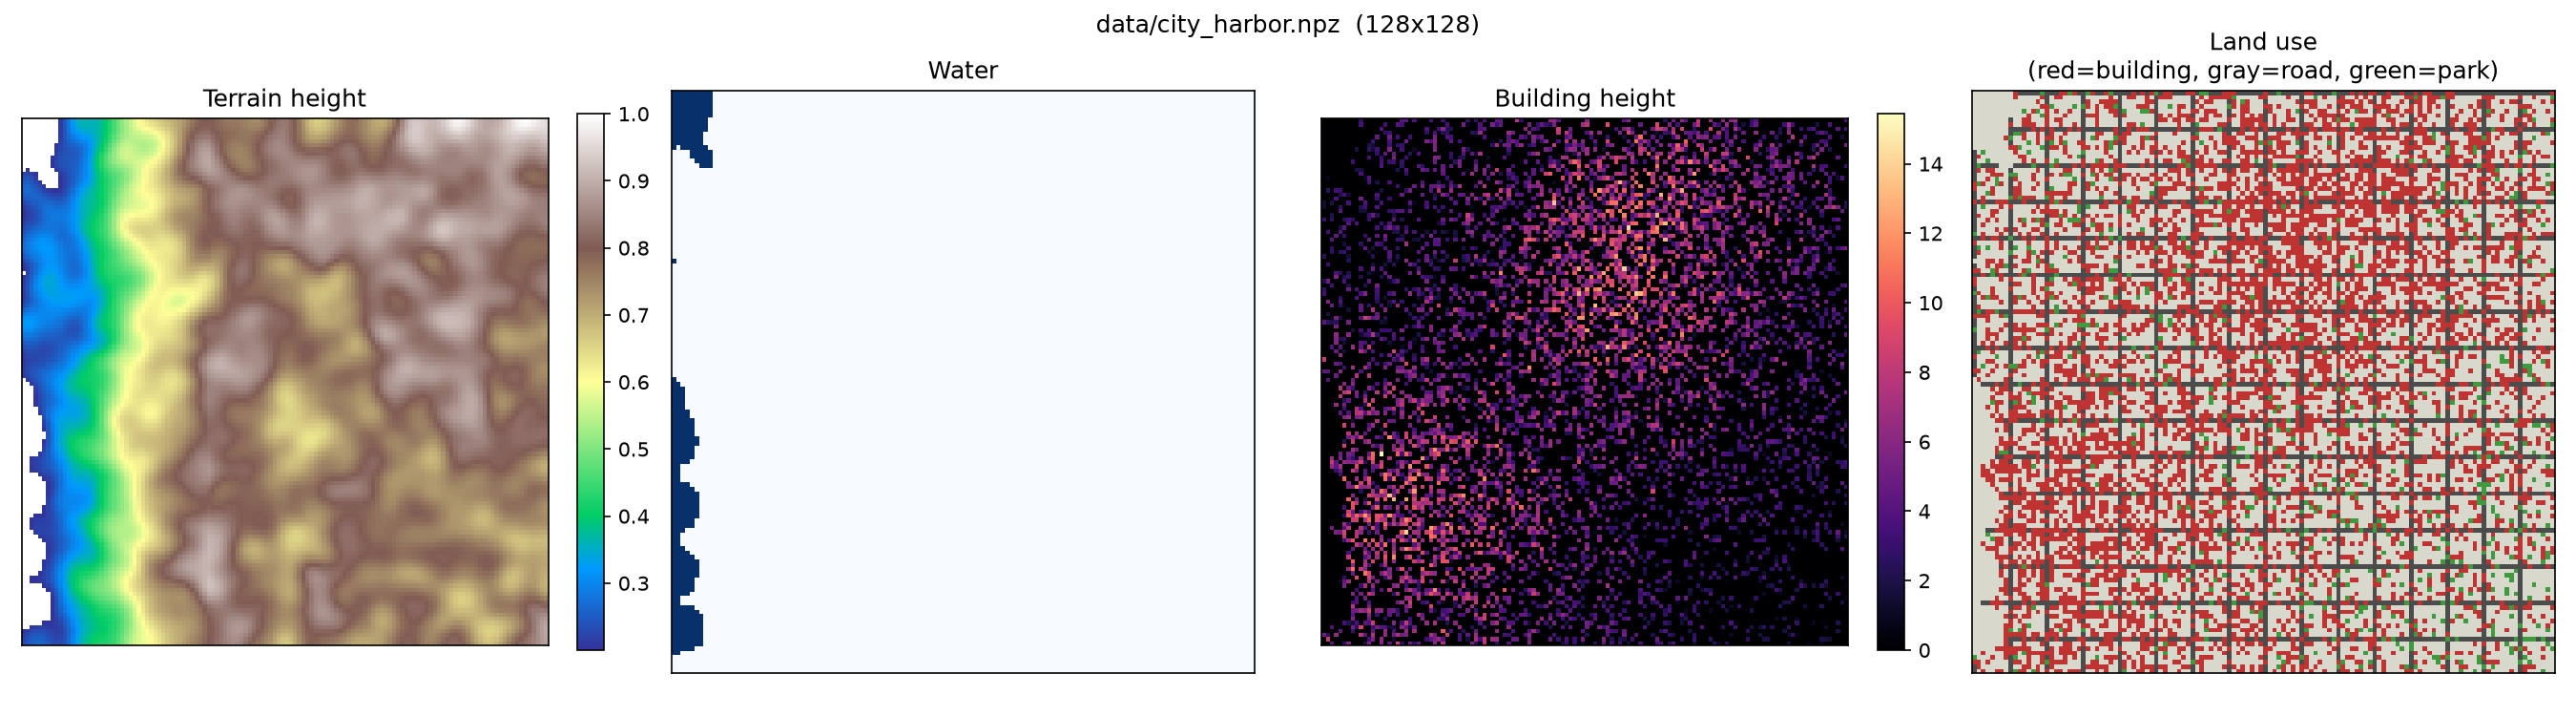 data/city_harbor.npz  (128x128)
Terrain height
1.0
0.9
0.8
0.7
0.6
0.5
0.4
0.3
Water
Building height
14
12
10
8
6
4
2
0
Land use
(red=building, gray=road, green=park)